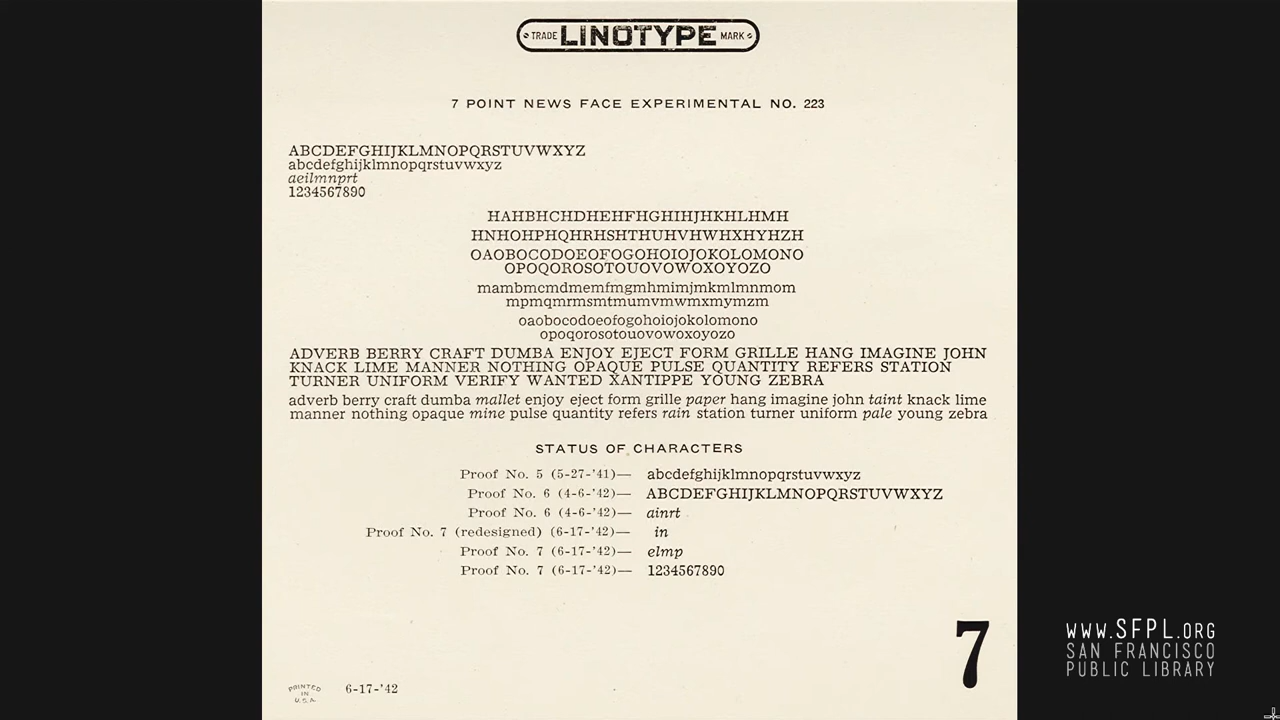 TRADE LINOTYPE MARK
7 POINT NEWS FACE EXPERIMENTAL NO. 223
ABCDEFGHIJKLMNOPQRSTUVWXYZ
abcdefghijklmnopqrstuvwxyz
aeilmnprt
1234567890
HAHBHCHDHEHFHGHIHJHKHLHMH
HNHOHPHQHRHSHTHUHVHWHXHYHZH
OAOBOCODOEOFOGOHOIOJOKOLOMONO
OPOQOROSOTOUOVOWOXOYOZO
mambmcmdmemfmgmhmimjmkmlmnmom
mpmqmrmsmtmumvmwmxmymzm
oaobocodoeofogohoiojokolomono
opoqorosotouovowoxoyozo
ADVERB BERRY CRAFT DUMBA ENJOY EJECT FORM GRILLE HANG IMAGINE JOHN
KNACK LIME MANNER NOTHING OPAQUE PULSE QUANTITY REFERS STATION
TURNER UNIFORM VERIFY WANTED XANTIPPE YOUNG ZEBRA
adverb berry craft dumba mallet enjoy eject form grille paper hang imagine john taint knack lime
manner nothing opaque mine pulse quantity refers rain station turner uniform pale young zebra
STATUS OF CHARACTERS
Proof No. 5 (5-27-'41)— abcdefghijklmnopqrstuvwxyz
Proof No. 6 (4-6-'42)— ABCDEFGHIJKLMNOPQRSTUVWXYZ
Proof No. 6 (4-6-'42)— ainrt
Proof No. 7 (redesigned) (6-17-'42)— in
Proof No. 7 (6-17-'42)— elmp
Proof No. 7 (6-17-'42)— 1234567890
7
PRINTED
IN
U.S.A.
6-17-'42
WWW.SFPL.ORG
SAN FRANCISCO
PUBLIC LIBRARY